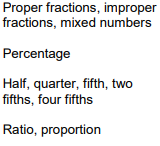 Proper fractions, improper
fractions, mixed numbers
Percentage
Half, quarter, fifth, two
fifths, four fifths
Ratio, proportion